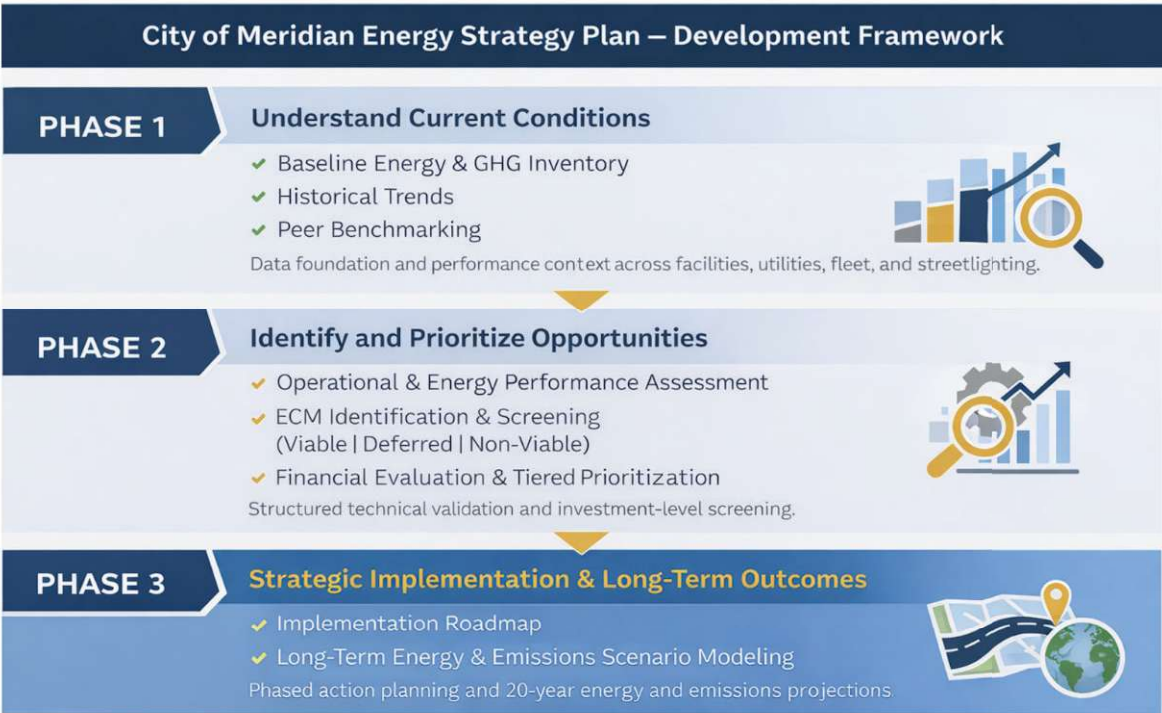 City of Meridian Energy Strategy Plan — Development Framework
PHASE 1
Understand Current Conditions
✓ Baseline Energy & GHG Inventory
✓ Historical Trends
✓ Peer Benchmarking
Data foundation and performance context across facilities, utilities, fleet, and streetlighting.
PHASE 2
Identify and Prioritize Opportunities
✓ Operational & Energy Performance Assessment
✓ ECM Identification & Screening
(Viable | Deferred | Non-Viable)
✓ Financial Evaluation & Tiered Prioritization
Structured technical validation and investment-level screening.
PHASE 3
Strategic Implementation & Long-Term Outcomes
✓ Implementation Roadmap
✓ Long-Term Energy & Emissions Scenario Modeling
Phased action planning and 20-year energy and emissions projections